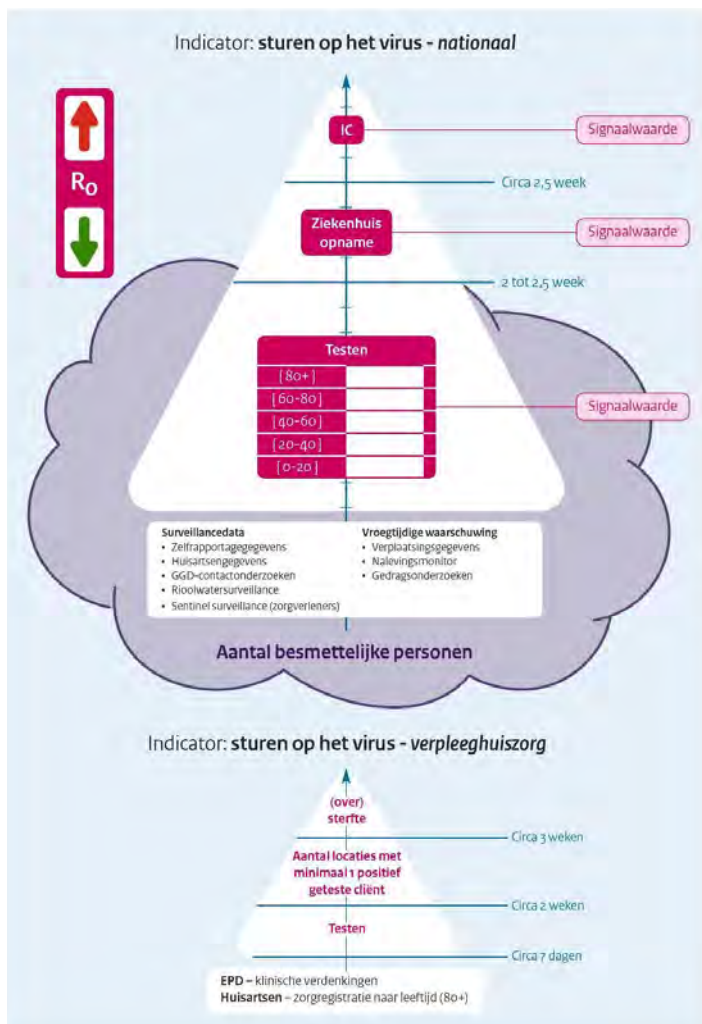 Indicator: sturen op het virus - nationaal
IC
Signaalwaarde
R0
Circa 2,5 week
Ziekenhuis
opname
Signaalwaarde
2 tot 2,5 week
Testen
[80+]
[60-80]
[40-60]
Signaalwaarde
[20-40]
[0-20]
Surveillancedata
• Zelfrapportagegegevens
• Huisartsengegevens
• GGD-contactonderzoeken
• Rioolwatersurveillance
• Sentinel surveillance (zorgverleners)
Vroegtijdige waarschuwing
• Verplaatsingsgegevens
• Nalevingsmonitor
• Gedragsonderzoeken
Aantal besmettelijke personen
Indicator: sturen op het virus - verpleeghuiszorg
(over)
sterfte
Circa 3 weken
Aantal locaties met
minimaal 1 positief
geteste cliënt
Circa 2 weken
Testen
Circa 7 dagen
EPD – klinische verdenkingen
Huisartsen – zorgregistratie naar leeftijd (80+)